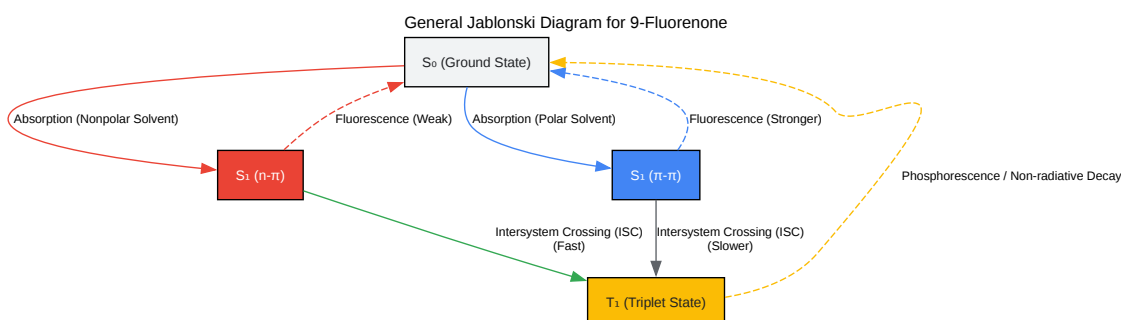 General Jablonski Diagram for 9-Fluorenone
S₀ (Ground State)
Absorption (Nonpolar Solvent)
Fluorescence (Weak)
Absorption (Polar Solvent)
Fluorescence (Stronger)
S₁ (n-π)
S₁ (π-π)
Phosphorescence / Non-radiative Decay
Intersystem Crossing (ISC)
(Fast)
Intersystem Crossing (ISC)
(Slower)
T₁ (Triplet State)